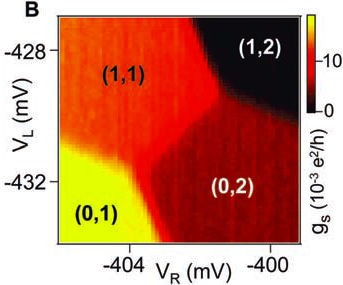 B
-428
V_L (mV)
-432
(1,1)
(1,2)
(0,2)
(0,1)
-404
V_R (mV)
-400
10
0
g_s (10⁻³ e²/h)